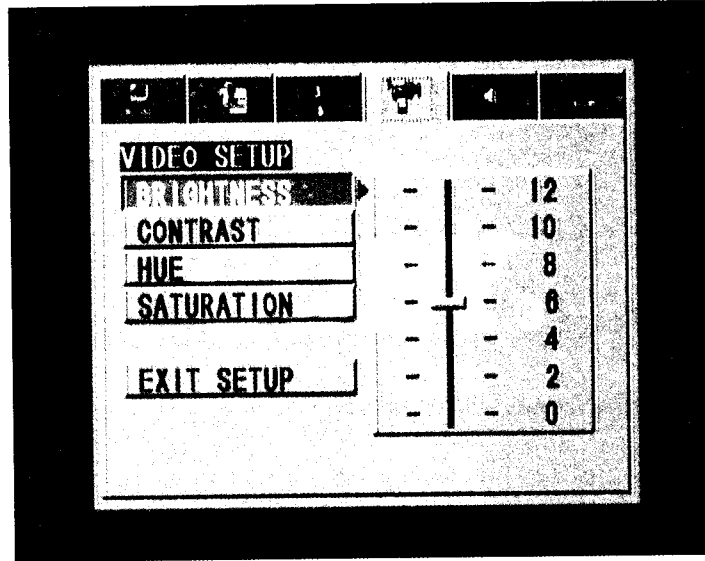 VIDEO SETUP
BRIGHTNESS
CONTRAST
HUE
SATURATION
EXIT SETUP
- - 12
- - 10
- - 8
- - 6
- - 4
- - 2
- - 0